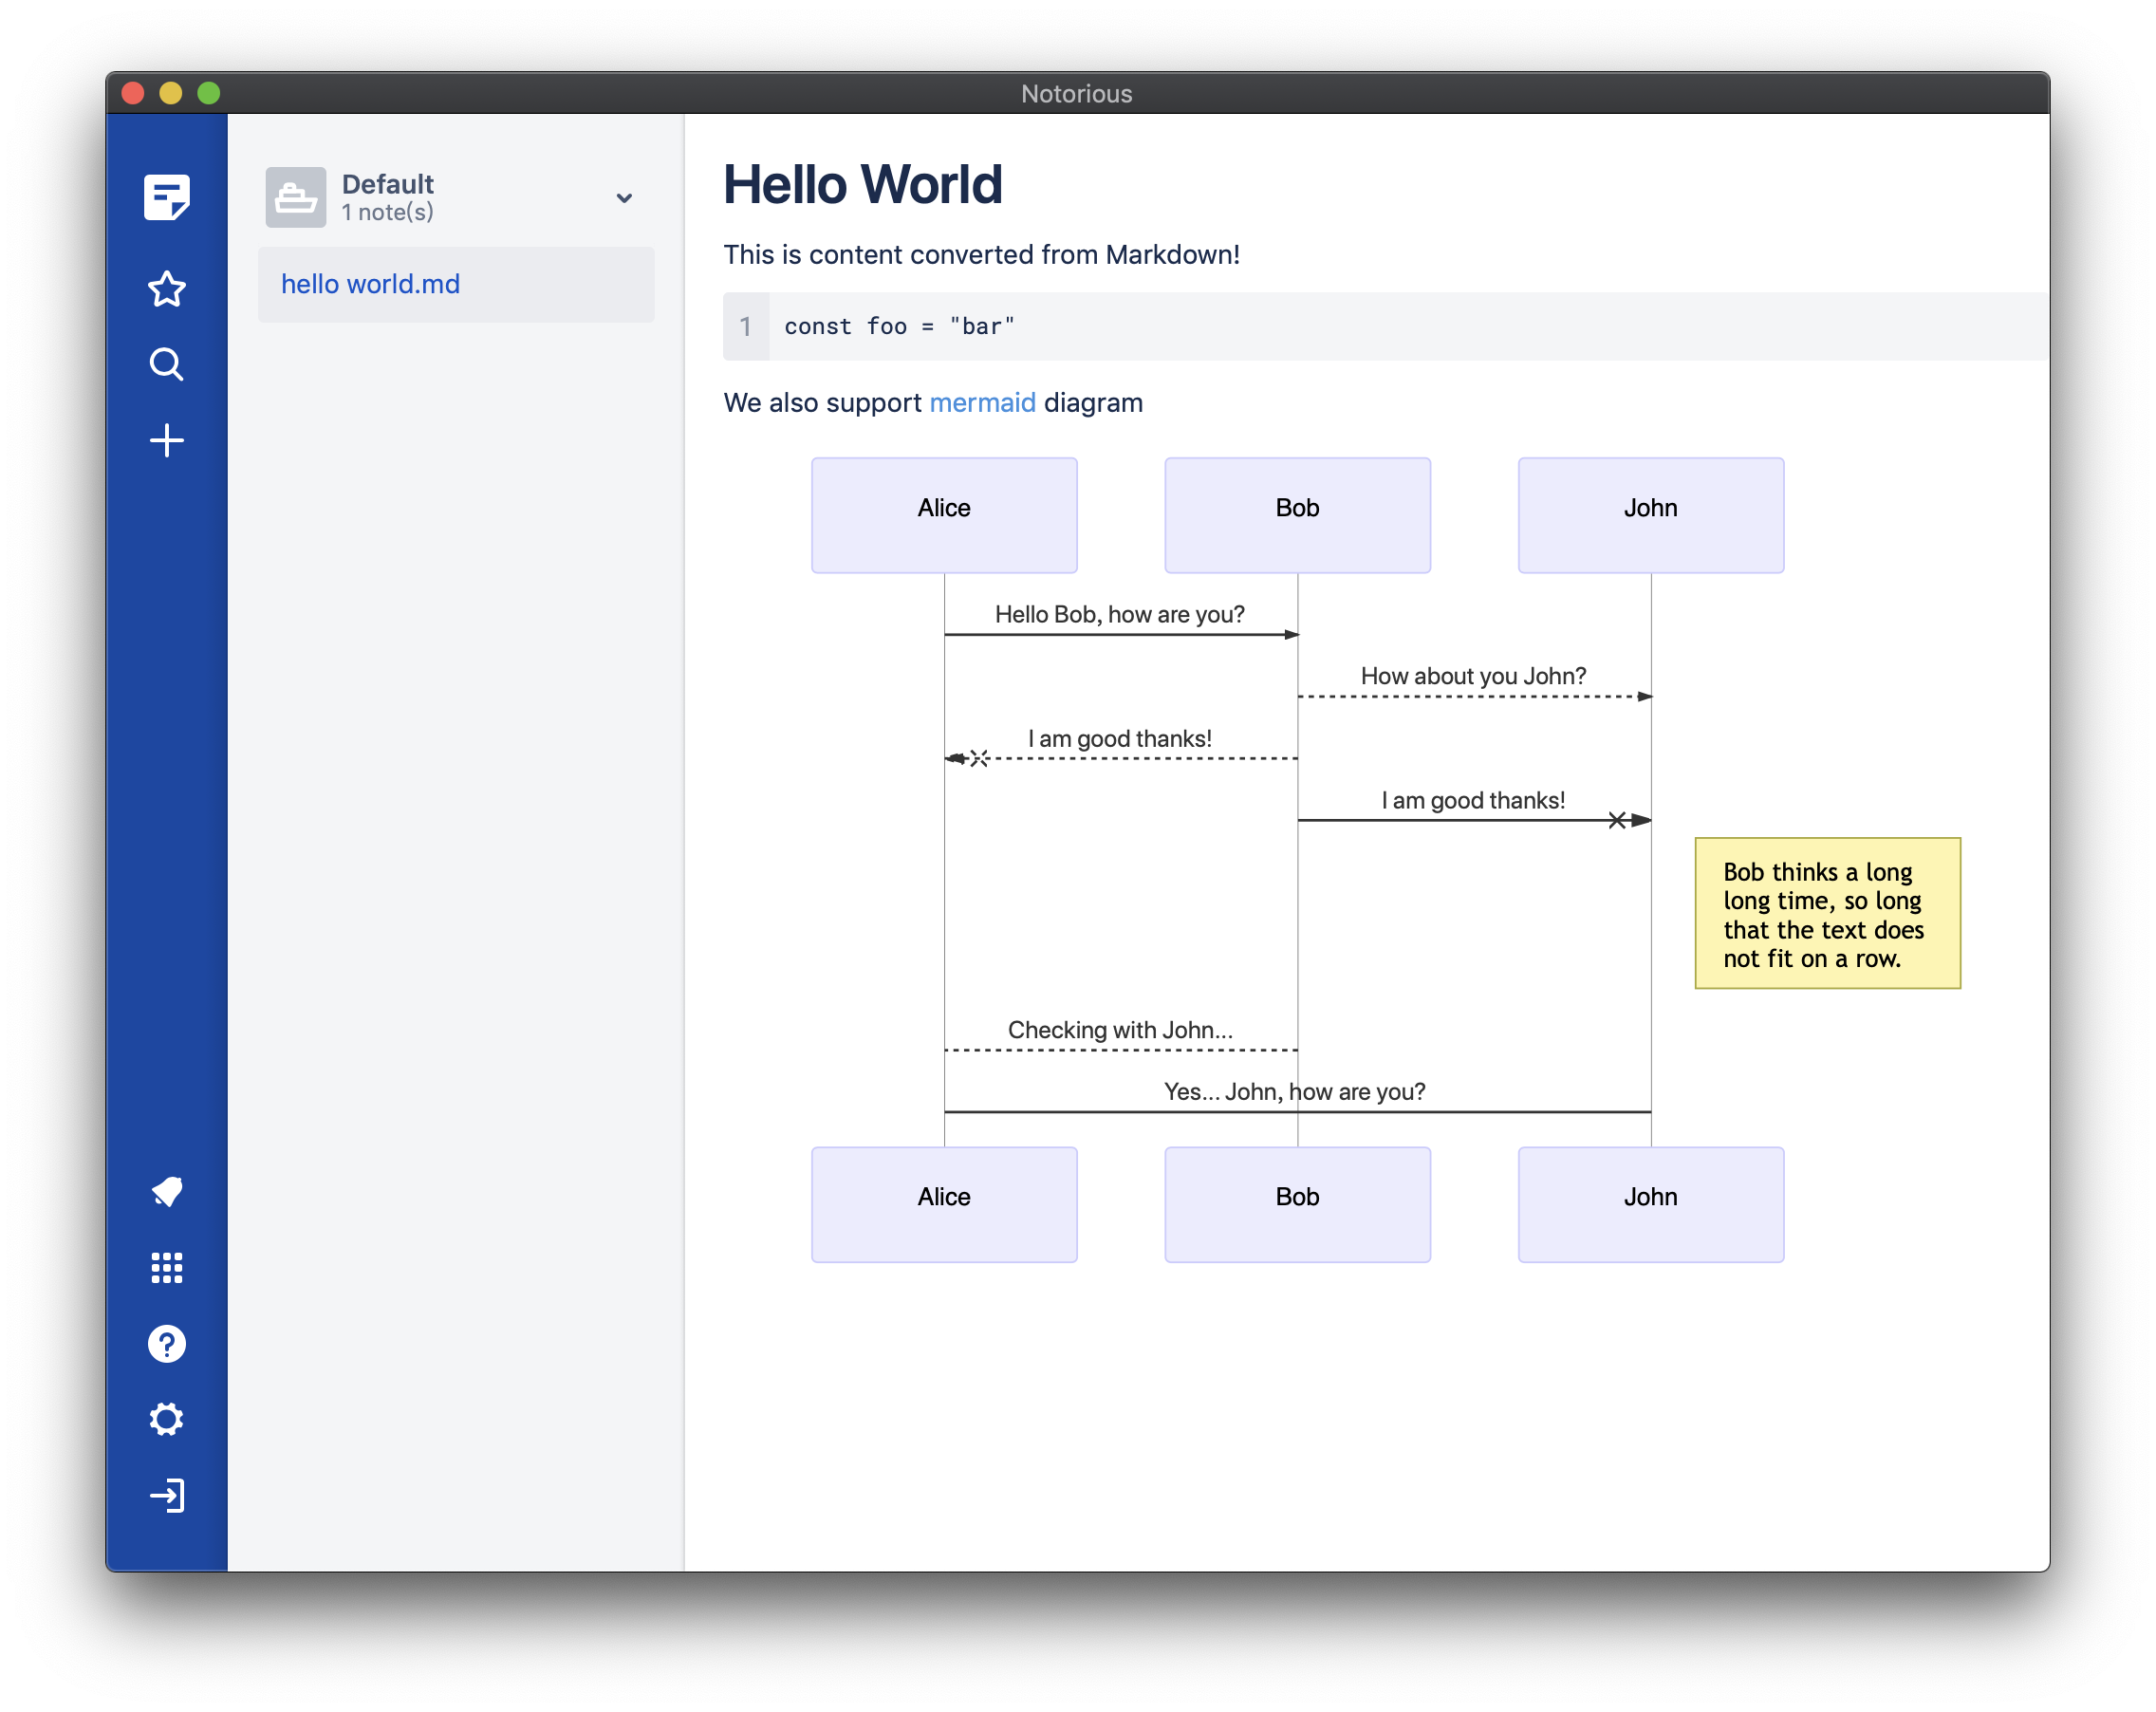 Notorious
Default
1 note(s)
hello world.md
Hello World
This is content converted from Markdown!
1 const foo = "bar"
We also support mermaid diagram
Alice Bob John
Hello Bob, how are you?
How about you John?
I am good thanks!
I am good thanks!
Bob thinks a long
long time, so long
that the text does
not fit on a row.
Checking with John...
Yes... John, how are you?
Alice Bob John